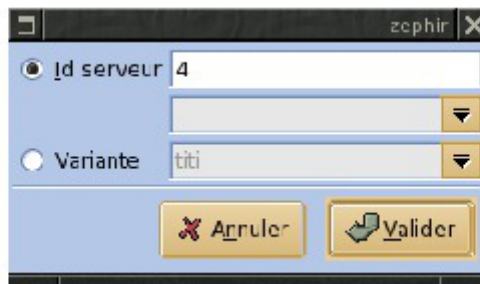 zephir
Id serveur 4
Variante titi
Annuler Valider